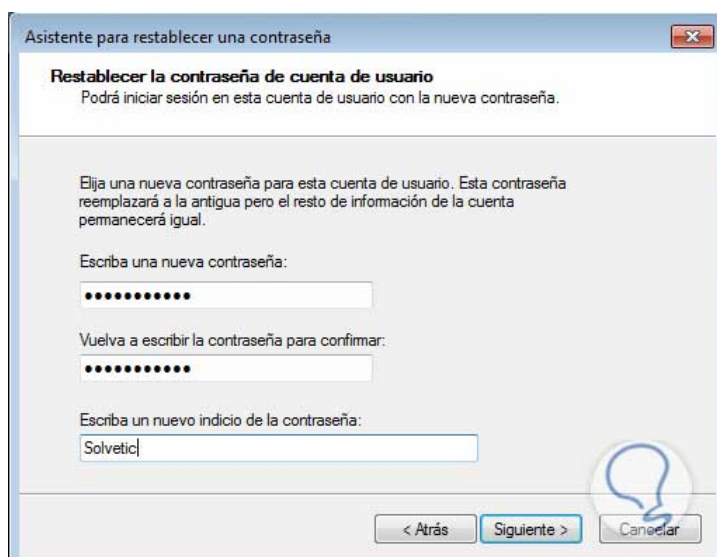 Asistente para restablecer una contraseña
Restablecer la contraseña de cuenta de usuario
Podrá iniciar sesión en esta cuenta de usuario con la nueva contraseña.
Elija una nueva contraseña para esta cuenta de usuario. Esta contraseña
reemplazará a la antigua pero el resto de información de la cuenta
permanecerá igual.
Escriba una nueva contraseña:
•••••••••••
Vuelva a escribir la contraseña para confirmar:
•••••••••••
Escriba un nuevo indicio de la contraseña:
Solvetic
< Atrás Siguiente > Cancelar